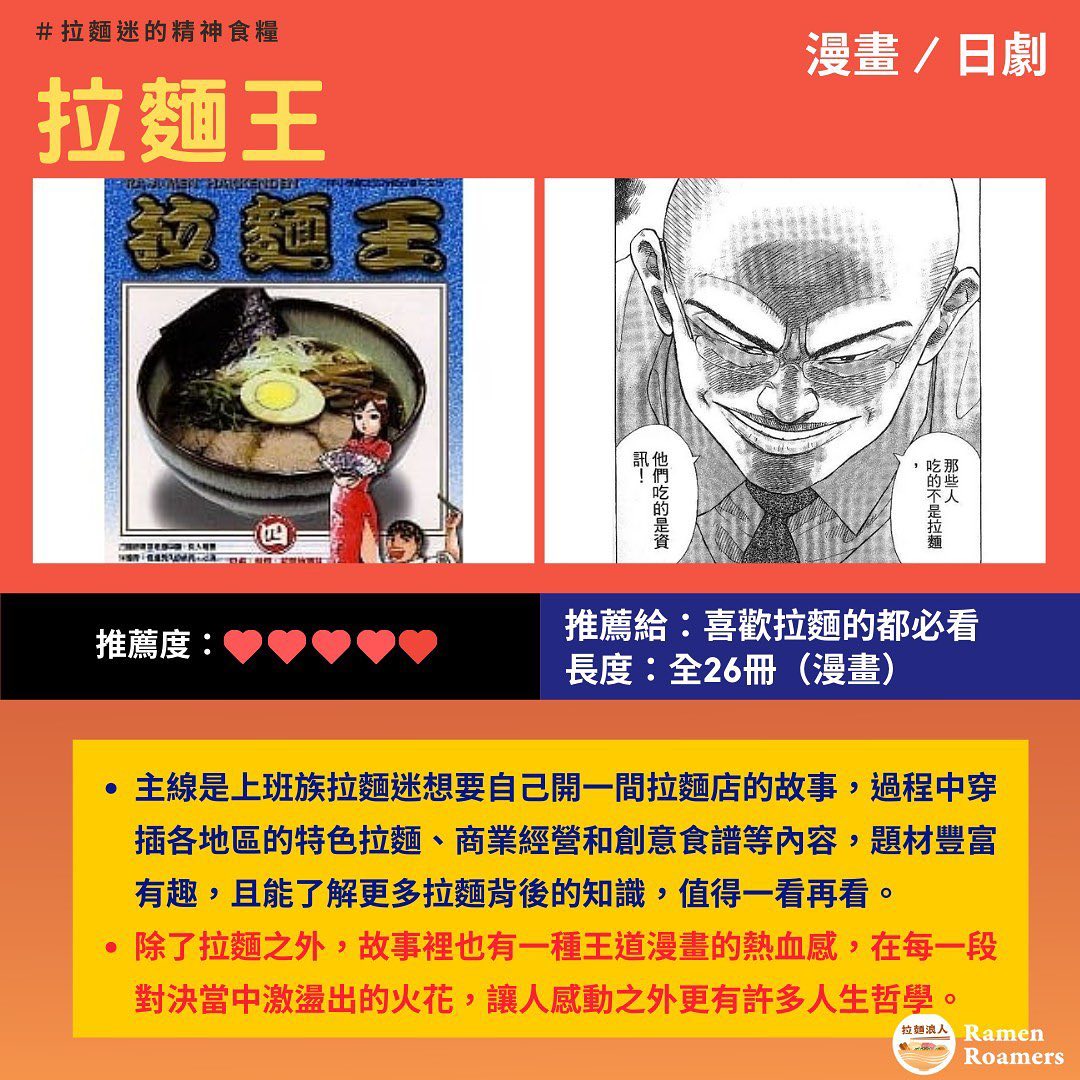 #拉麵迷的精神食糧
漫畫 / 日劇
拉麵王
RAUMEN HAKKENDEN
拉麵王
四
那些人
吃的不是拉麵
，
他們吃的是資
訊！
推薦度：
推薦給：喜歡拉麵的都必看
長度：全26冊（漫畫）
• 主線是上班族拉麵迷想要自己開一間拉麵店的故事，過程中穿
插各地區的特色拉麵、商業經營和創意食譜等內容，題材豐富
有趣，且能了解更多拉麵背後的知識，值得一看再看。
• 除了拉麵之外，故事裡也有一種王道漫畫的熱血感，在每一段
對決當中激盪出的火花，讓人感動之外更有許多人生哲學。
拉麵浪人
Ramen
Roamers